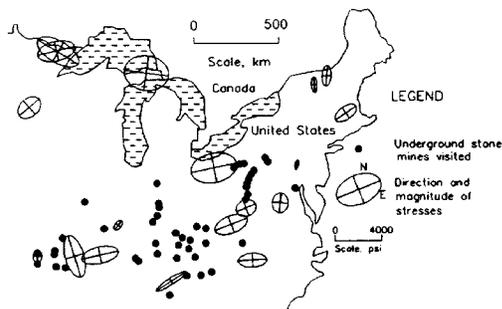 0 500
Scale, km
Canada
LEGEND
United States
Underground stone
mines visited
N
E
Direction and
magnitude of
stresses
0 4000
Scale, psi